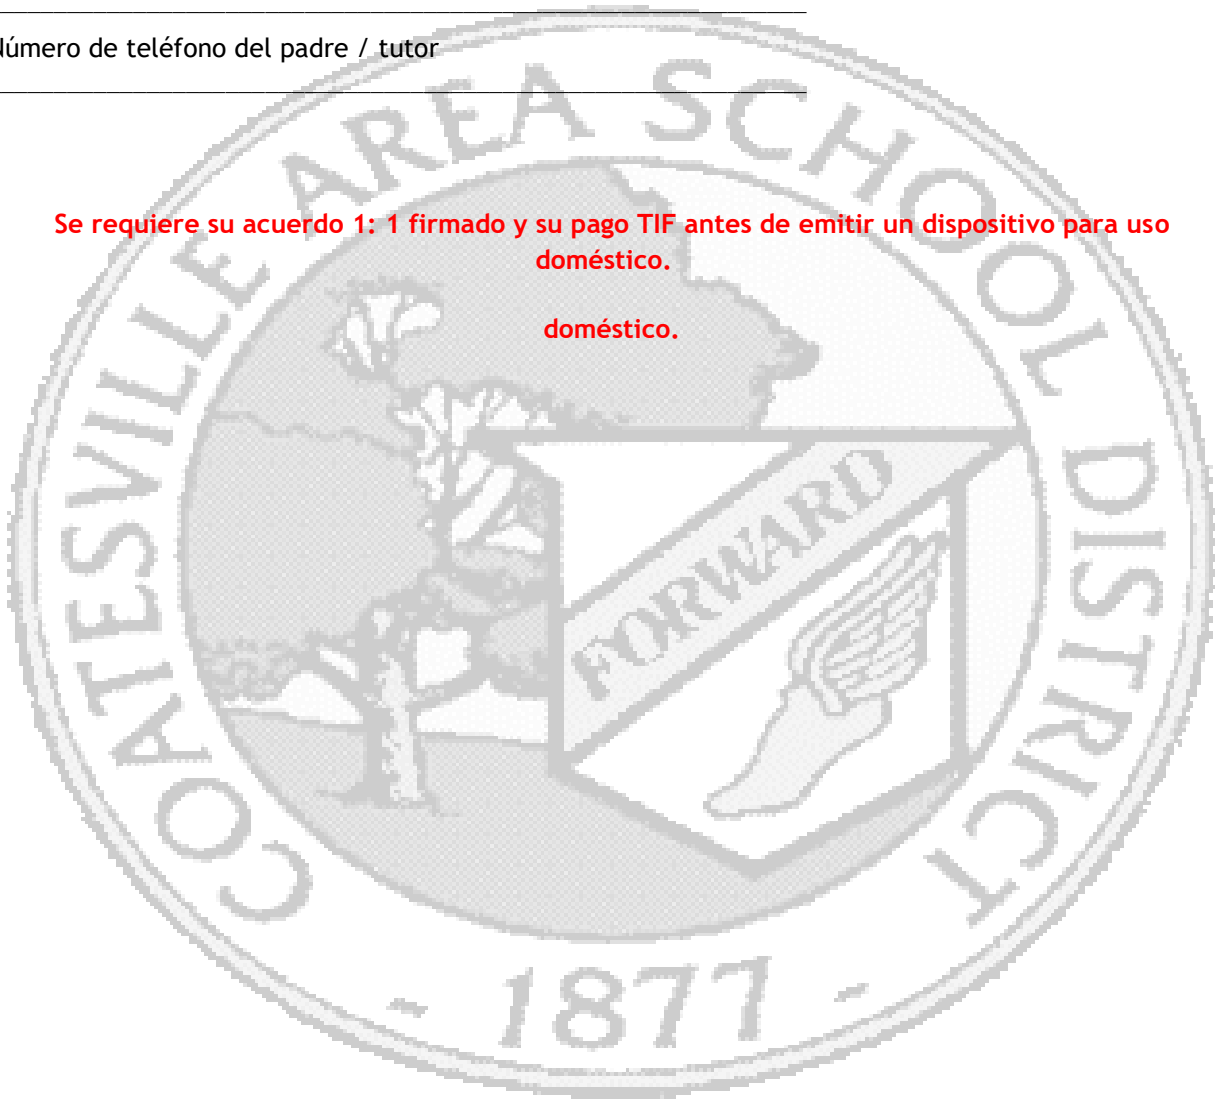 Número de teléfono del padre / tutor
Se requiere su acuerdo 1: 1 firmado y su pago TIF antes de emitir un dispositivo para uso
doméstico.
doméstico.
COATESVILLE AREA SCHOOL DISTRICT
FORWARD
- 1877 -